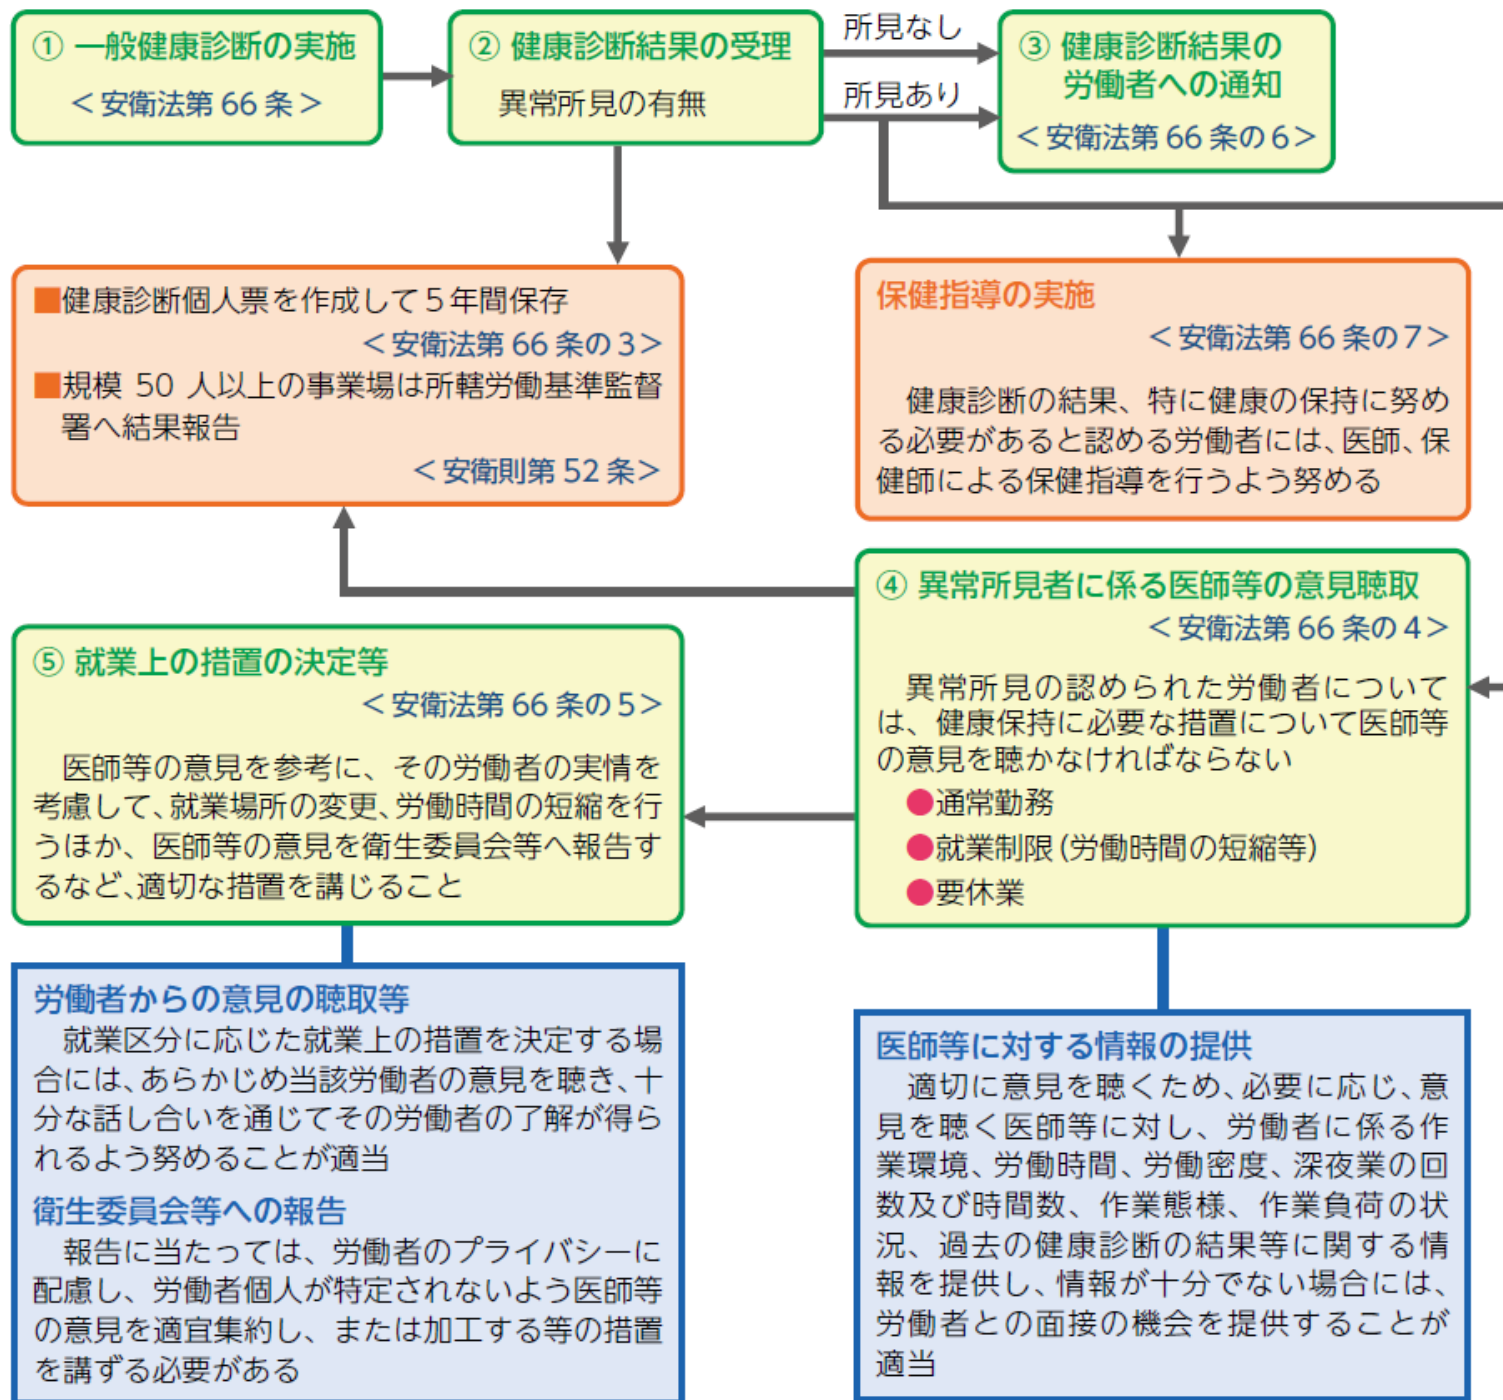 ① 一般健康診断の実施
＜安衛法第 66 条＞
② 健康診断結果の受理
異常所見の有無
所見なし
所見あり
③ 健康診断結果の
労働者への通知
＜安衛法第 66 条の 6＞
■健康診断個人票を作成して 5 年間保存
＜安衛法第 66 条の 3＞
■規模 50 人以上の事業場は所轄労働基準監督
署へ結果報告
＜安衛則第 52 条＞
保健指導の実施
＜安衛法第 66 条の 7＞
健康診断の結果、特に健康の保持に努め
る必要があると認める労働者には、医師、保
健師による保健指導を行うよう努める
④ 異常所見者に係る医師等の意見聴取
＜安衛法第 66 条の 4＞
異常所見の認められた労働者について
は、健康保持に必要な措置について医師等
の意見を聴かなければならない
●通常勤務
●就業制限（労働時間の短縮等）
●要休業
⑤ 就業上の措置の決定等
＜安衛法第 66 条の 5＞
医師等の意見を参考に、その労働者の実情を
考慮して、就業場所の変更、労働時間の短縮を行
うほか、医師等の意見を衛生委員会等へ報告す
るなど、適切な措置を講じること
労働者からの意見の聴取等
就業区分に応じた就業上の措置を決定する場
合には、あらかじめ当該労働者の意見を聴き、十
分な話し合いを通じてその労働者の了解が得ら
れるよう努めることが適当
衛生委員会等への報告
報告に当たっては、労働者のプライバシーに
配慮し、労働者個人が特定されないよう医師等
の意見を適宜集約し、または加工する等の措置
を講ずる必要がある
医師等に対する情報の提供
適切に意見を聴くため、必要に応じ、意
見を聴く医師等に対し、労働者に係る作
業環境、労働時間、労働密度、深夜業の回
数及び時間数、作業態様、作業負荷の状
況、過去の健康診断の結果等に関する情
報を提供し、情報が十分でない場合には、
労働者との面接の機会を提供することが
適当